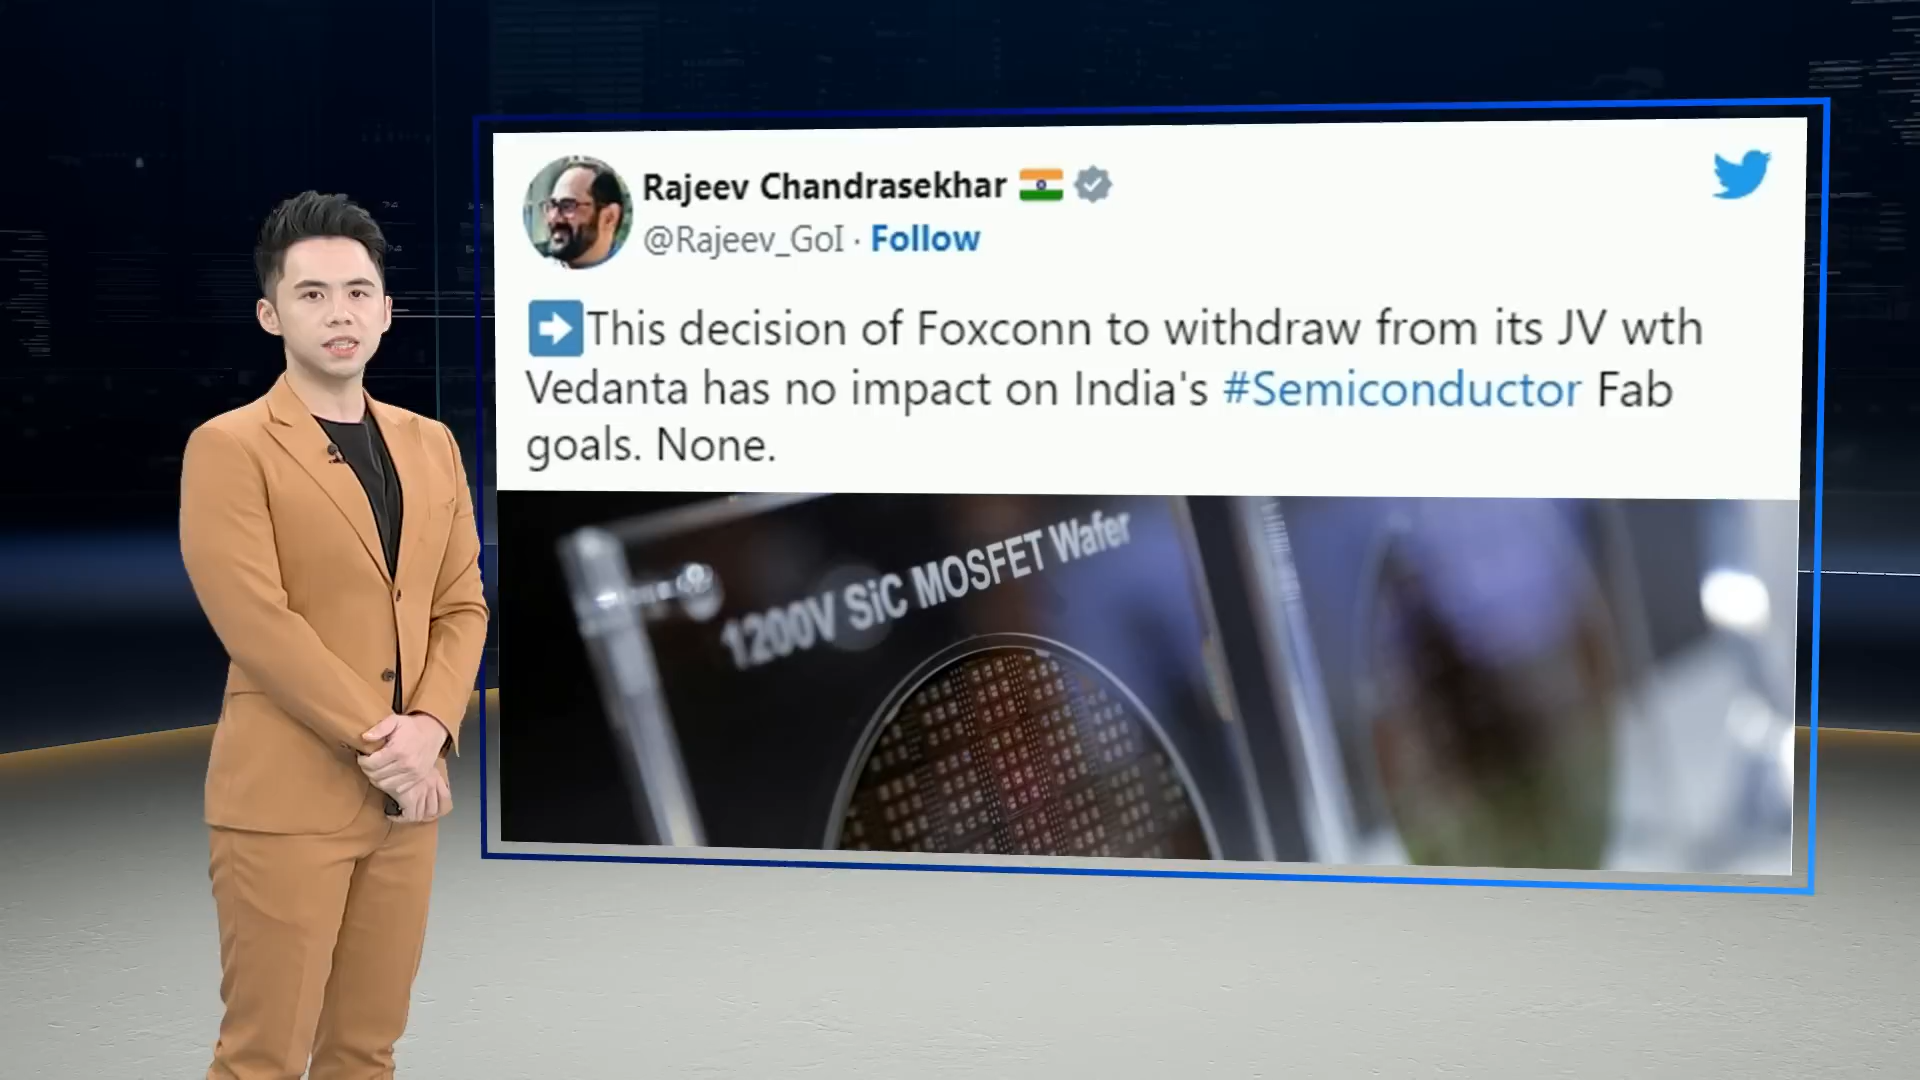 Rajeev Chandrasekhar
@Rajeev_GoI · Follow
➡This decision of Foxconn to withdraw from its JV wth
Vedanta has no impact on India's #Semiconductor Fab
goals. None.
1200V SiC MOSFET Wafer